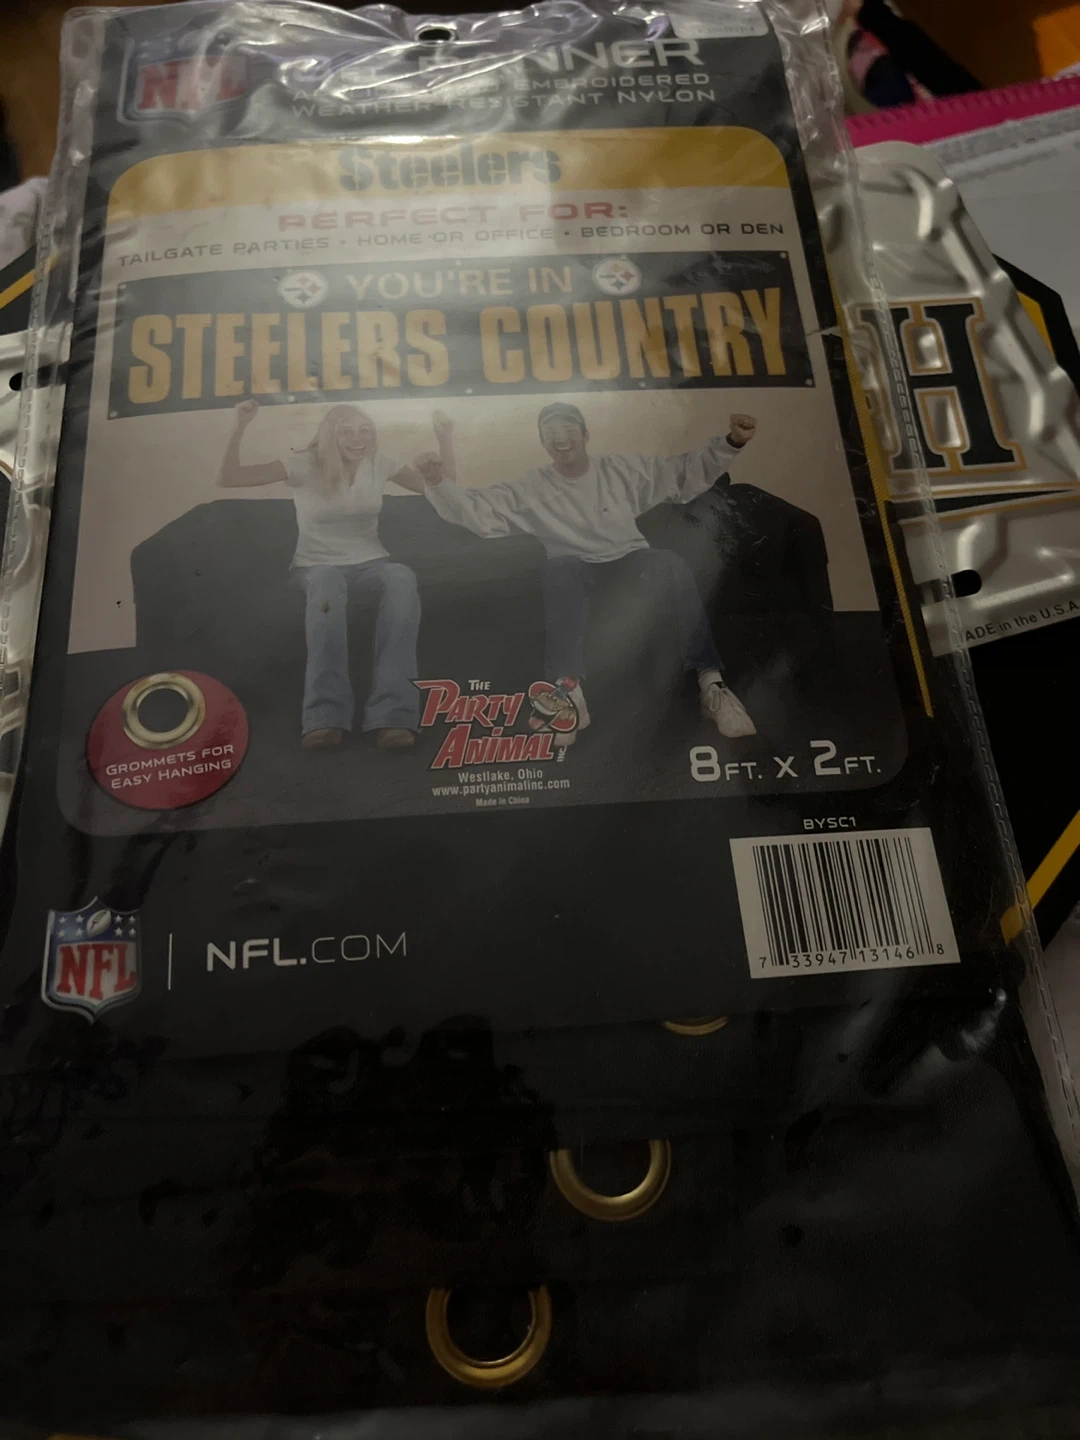 NFL
BANNER
EMBROIDERED
WEATHER-RESISTANT NYLON
Steelers
PERFECT FOR:
TAILGATE PARTIES • HOME OR OFFICE • BEDROOM OR DEN
YOU'RE IN
STEELERS COUNTRY
H
MADE in the U.S.A.
GROMMETS FOR
EASY HANGING
THE
PARTY
ANIMAL INC.
Westlake, Ohio
www.partyanimalinc.com
Made in China
8FT. X 2FT.
BYSC1
7 33947 13146 8
NFL
NFL.COM